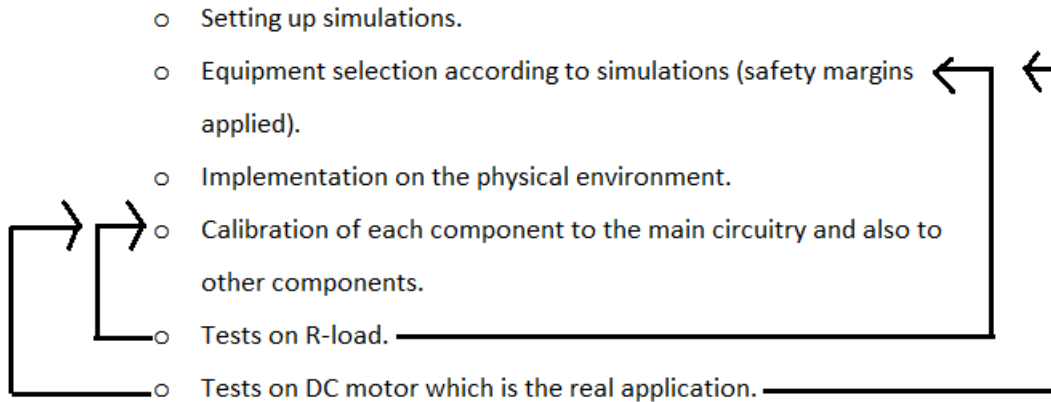 o Setting up simulations.
o Equipment selection according to simulations (safety margins
applied).
o Implementation on the physical environment.
o Calibration of each component to the main circuitry and also to
other components.
o Tests on R-load.
o Tests on DC motor which is the real application.